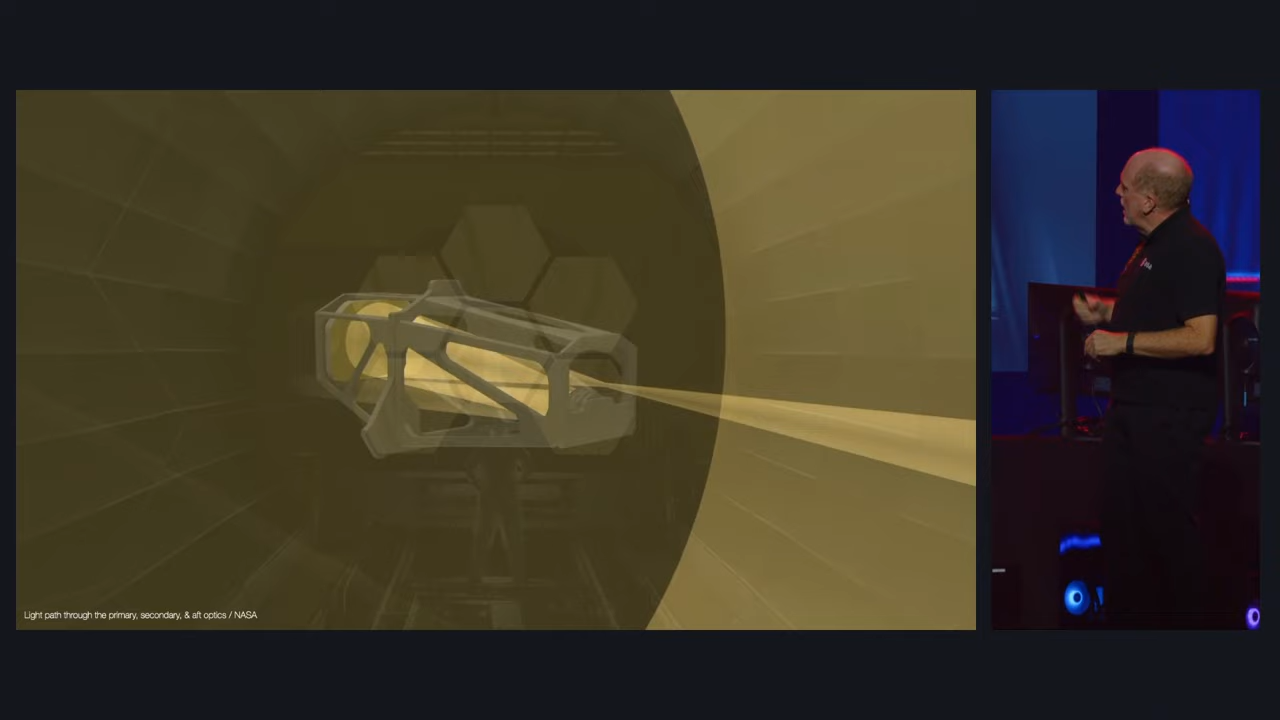 Light path through the primary, secondary, & aft optics / NASA